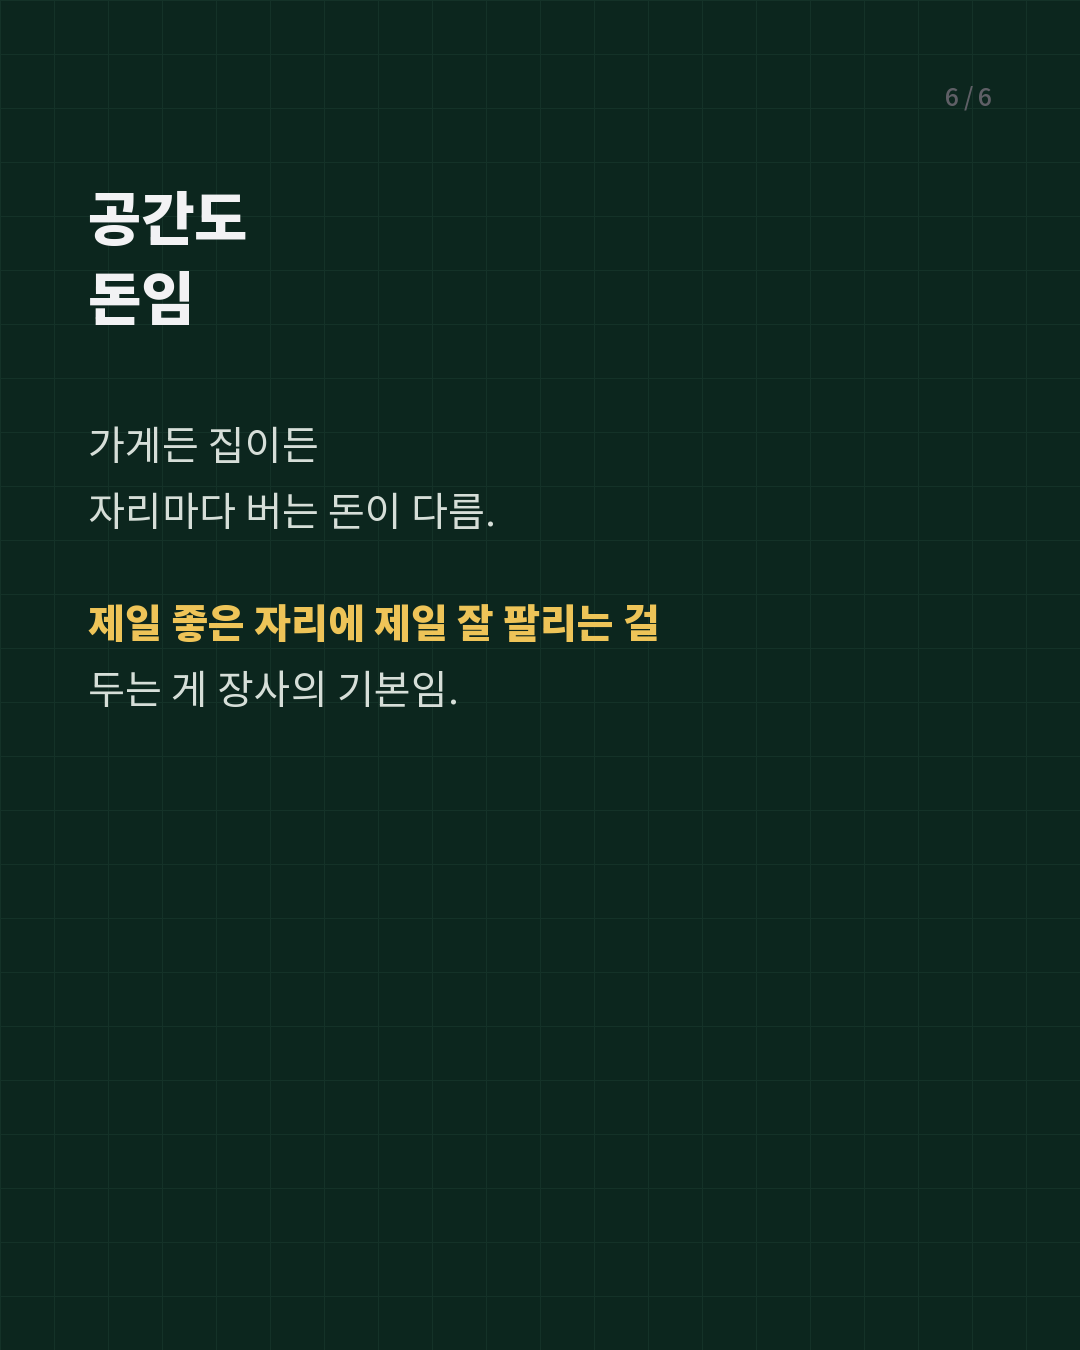 6 / 6
공간도
돈임
가게든 집이든
자리마다 버는 돈이 다름.
제일 좋은 자리에 제일 잘 팔리는 걸
두는 게 장사의 기본임.